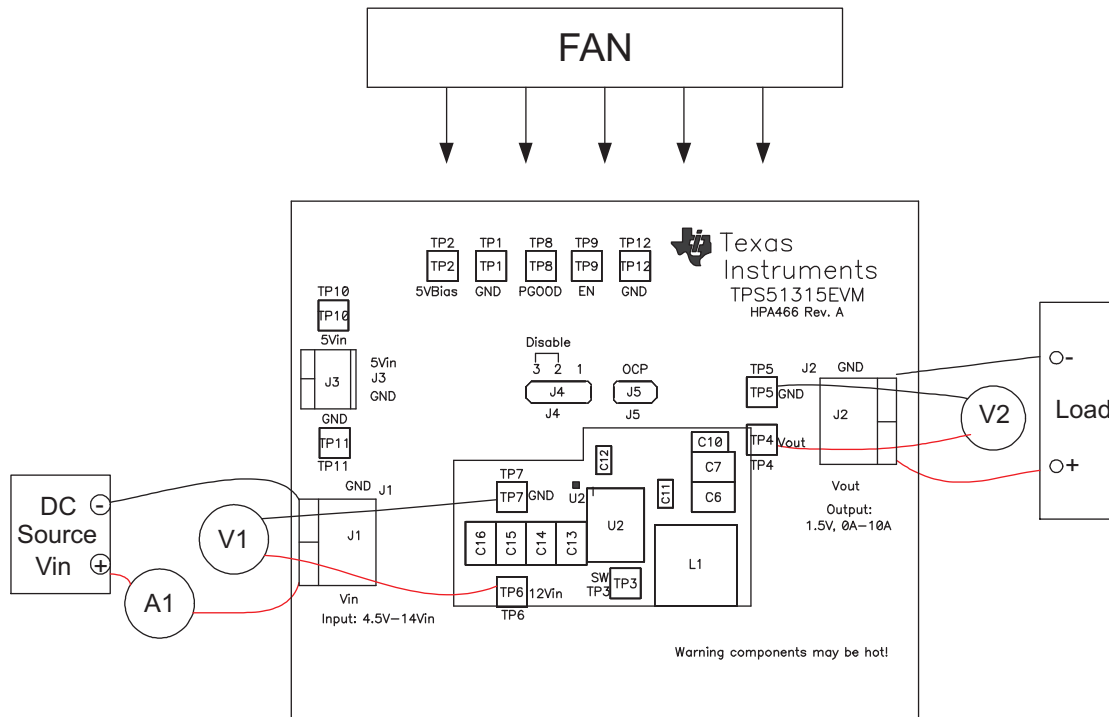 FAN
TP2 TP1 TP8 TP9 TP12
TP2 TP1 TP8 TP9 TP12
5VBias GND PGOOD EN GND
Texas
Instruments
TPS51315EVM
HPA466 Rev. A
TP10
TP10
5Vin
J3
5Vin
J3
GND
GND
TP11
TP11
Disable
3 2 1
J4
J4
OCP
J5
J5
TP5
TP5
GND
TP4
Vout
TP4
J2 GND
J2
Vout
Output:
1.5V, 0A-10A
V2
-
Load
+
DC
Source
Vin
-
+
V1
A1
GND J1
J1
Vin
Input: 4.5V-14Vin
TP7
TP7
GND
C16
C15
C14
C13
TP6
12Vin
TP6
C12
U2
1
U2
SW
TP3
TP3
C11
C10
C7
C6
L1
Warning components may be hot!